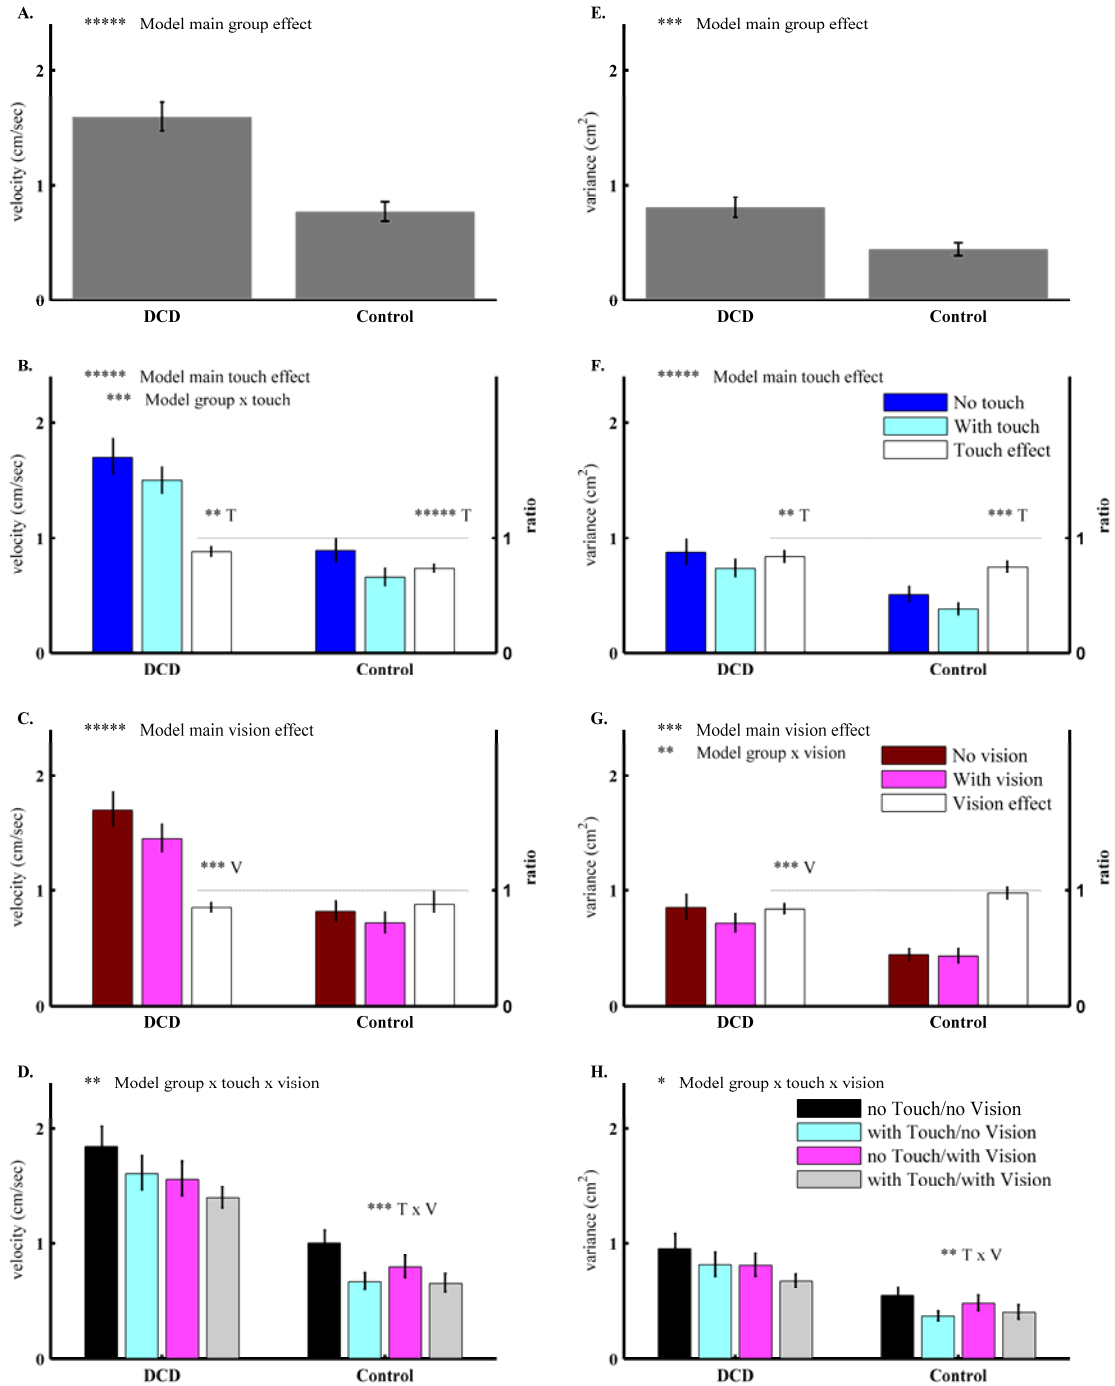 A.
***** Model main group effect
velocity (cm/sec)
2
1
0
DCD Control
E.
*** Model main group effect
variance (cm2)
2
1
0
DCD Control
B.
***** Model main touch effect
*** Model group x touch
velocity (cm/sec)
2
1
0
** T
***** T
ratio
1
0
DCD Control
F.
***** Model main touch effect
No touch
With touch
Touch effect
variance (cm2)
2
1
0
** T
*** T
ratio
1
0
DCD Control
C.
***** Model main vision effect
velocity (cm/sec)
2
1
0
*** V
ratio
1
0
DCD Control
G.
*** Model main vision effect
** Model group x vision
No vision
With vision
Vision effect
variance (cm2)
2
1
0
*** V
ratio
1
0
DCD Control
D.
** Model group x touch x vision
velocity (cm/sec)
2
1
0
*** T x V
DCD Control
H.
* Model group x touch x vision
no Touch/no Vision
with Touch/no Vision
no Touch/with Vision
with Touch/with Vision
variance (cm2)
2
1
0
** T x V
DCD Control